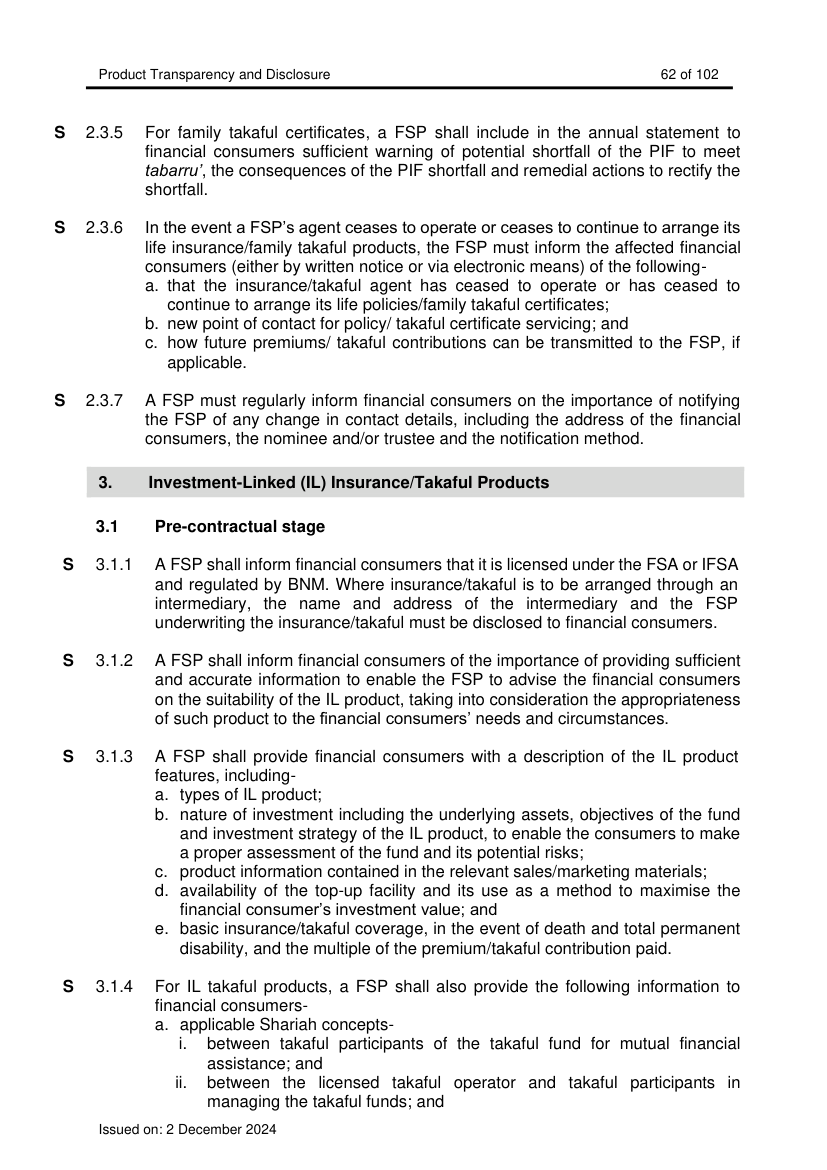 Product Transparency and Disclosure 62 of 102
S 2.3.5 For family takaful certificates, a FSP shall include in the annual statement to
financial consumers sufficient warning of potential shortfall of the PIF to meet
tabarru’, the consequences of the PIF shortfall and remedial actions to rectify the
shortfall.
S 2.3.6 In the event a FSP’s agent ceases to operate or ceases to continue to arrange its
life insurance/family takaful products, the FSP must inform the affected financial
consumers (either by written notice or via electronic means) of the following-
a. that the insurance/takaful agent has ceased to operate or has ceased to
continue to arrange its life policies/family takaful certificates;
b. new point of contact for policy/ takaful certificate servicing; and
c. how future premiums/ takaful contributions can be transmitted to the FSP, if
applicable.
S 2.3.7 A FSP must regularly inform financial consumers on the importance of notifying
the FSP of any change in contact details, including the address of the financial
consumers, the nominee and/or trustee and the notification method.
3. Investment-Linked (IL) Insurance/Takaful Products
3.1 Pre-contractual stage
S 3.1.1 A FSP shall inform financial consumers that it is licensed under the FSA or IFSA
and regulated by BNM. Where insurance/takaful is to be arranged through an
intermediary, the name and address of the intermediary and the FSP
underwriting the insurance/takaful must be disclosed to financial consumers.
S 3.1.2 A FSP shall inform financial consumers of the importance of providing sufficient
and accurate information to enable the FSP to advise the financial consumers
on the suitability of the IL product, taking into consideration the appropriateness
of such product to the financial consumers’ needs and circumstances.
S 3.1.3 A FSP shall provide financial consumers with a description of the IL product
features, including-
a. types of IL product;
b. nature of investment including the underlying assets, objectives of the fund
and investment strategy of the IL product, to enable the consumers to make
a proper assessment of the fund and its potential risks;
c. product information contained in the relevant sales/marketing materials;
d. availability of the top-up facility and its use as a method to maximise the
financial consumer’s investment value; and
e. basic insurance/takaful coverage, in the event of death and total permanent
disability, and the multiple of the premium/takaful contribution paid.
S 3.1.4 For IL takaful products, a FSP shall also provide the following information to
financial consumers-
a. applicable Shariah concepts-
i. between takaful participants of the takaful fund for mutual financial
assistance; and
ii. between the licensed takaful operator and takaful participants in
managing the takaful funds; and
Issued on: 2 December 2024